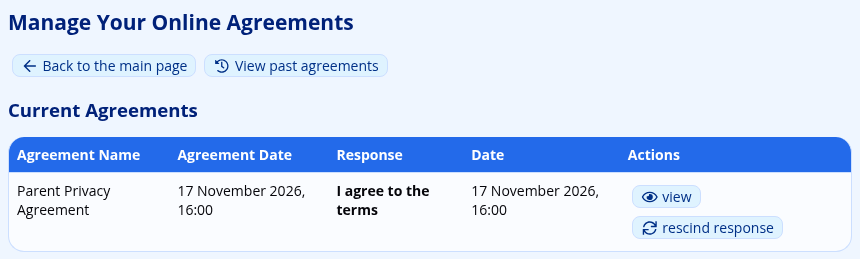 Manage Your Online Agreements
Back to the main page View past agreements
Current Agreements
Agreement Name Agreement Date Response Date Actions
Parent Privacy Agreement 17 November 2026, 16:00 I agree to the terms 17 November 2026, 16:00 view
rescind response